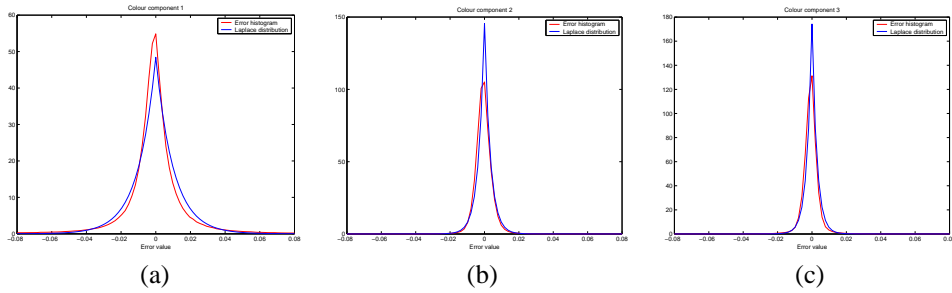 Colour component 1
Error histogram
Laplace distribution
60
50
40
30
20
10
0
−0.08 −0.06 −0.04 −0.02 0 0.02 0.04 0.06 0.08
Error value
(a)
Colour component 2
Error histogram
Laplace distribution
150
100
50
0
−0.08 −0.06 −0.04 −0.02 0 0.02 0.04 0.06 0.08
Error value
(b)
Colour component 3
Error histogram
Laplace distribution
180
160
140
120
100
80
60
40
20
0
−0.08 −0.06 −0.04 −0.02 0 0.02 0.04 0.06 0.08
Error value
(c)